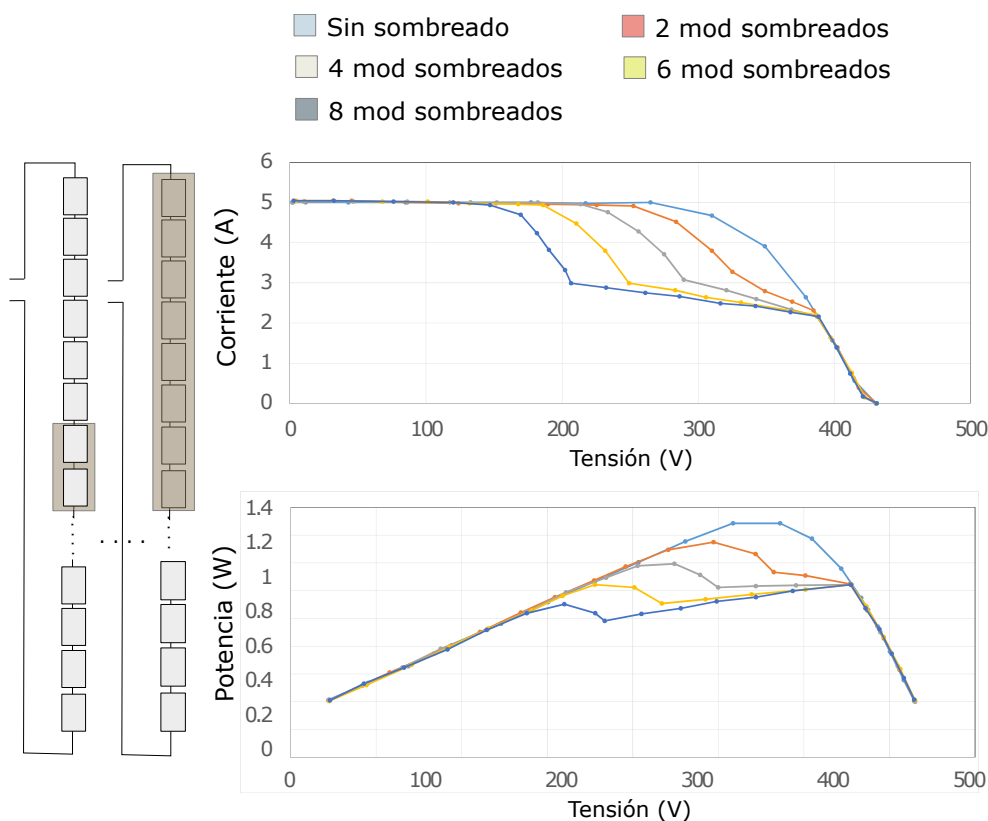 Sin sombreado
2 mod sombreados
4 mod sombreados
6 mod sombreados
8 mod sombreados
Corriente (A)
6
5
4
3
2
1
0
0 100 200 300 400 500
Tensión (V)
Potencia (W)
1.4
1.2
1
0.8
0.6
0.4
0.2
0
0 100 200 300 400 500
Tensión (V)